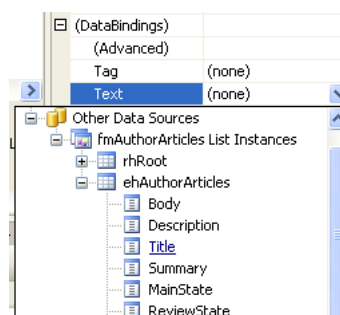 (DataBindings)
(Advanced)
Tag (none)
Text (none)
Other Data Sources
fmAuthorArticles List Instances
rhRoot
ehAuthorArticles
Body
Description
Title
Summary
MainState
ReviewState